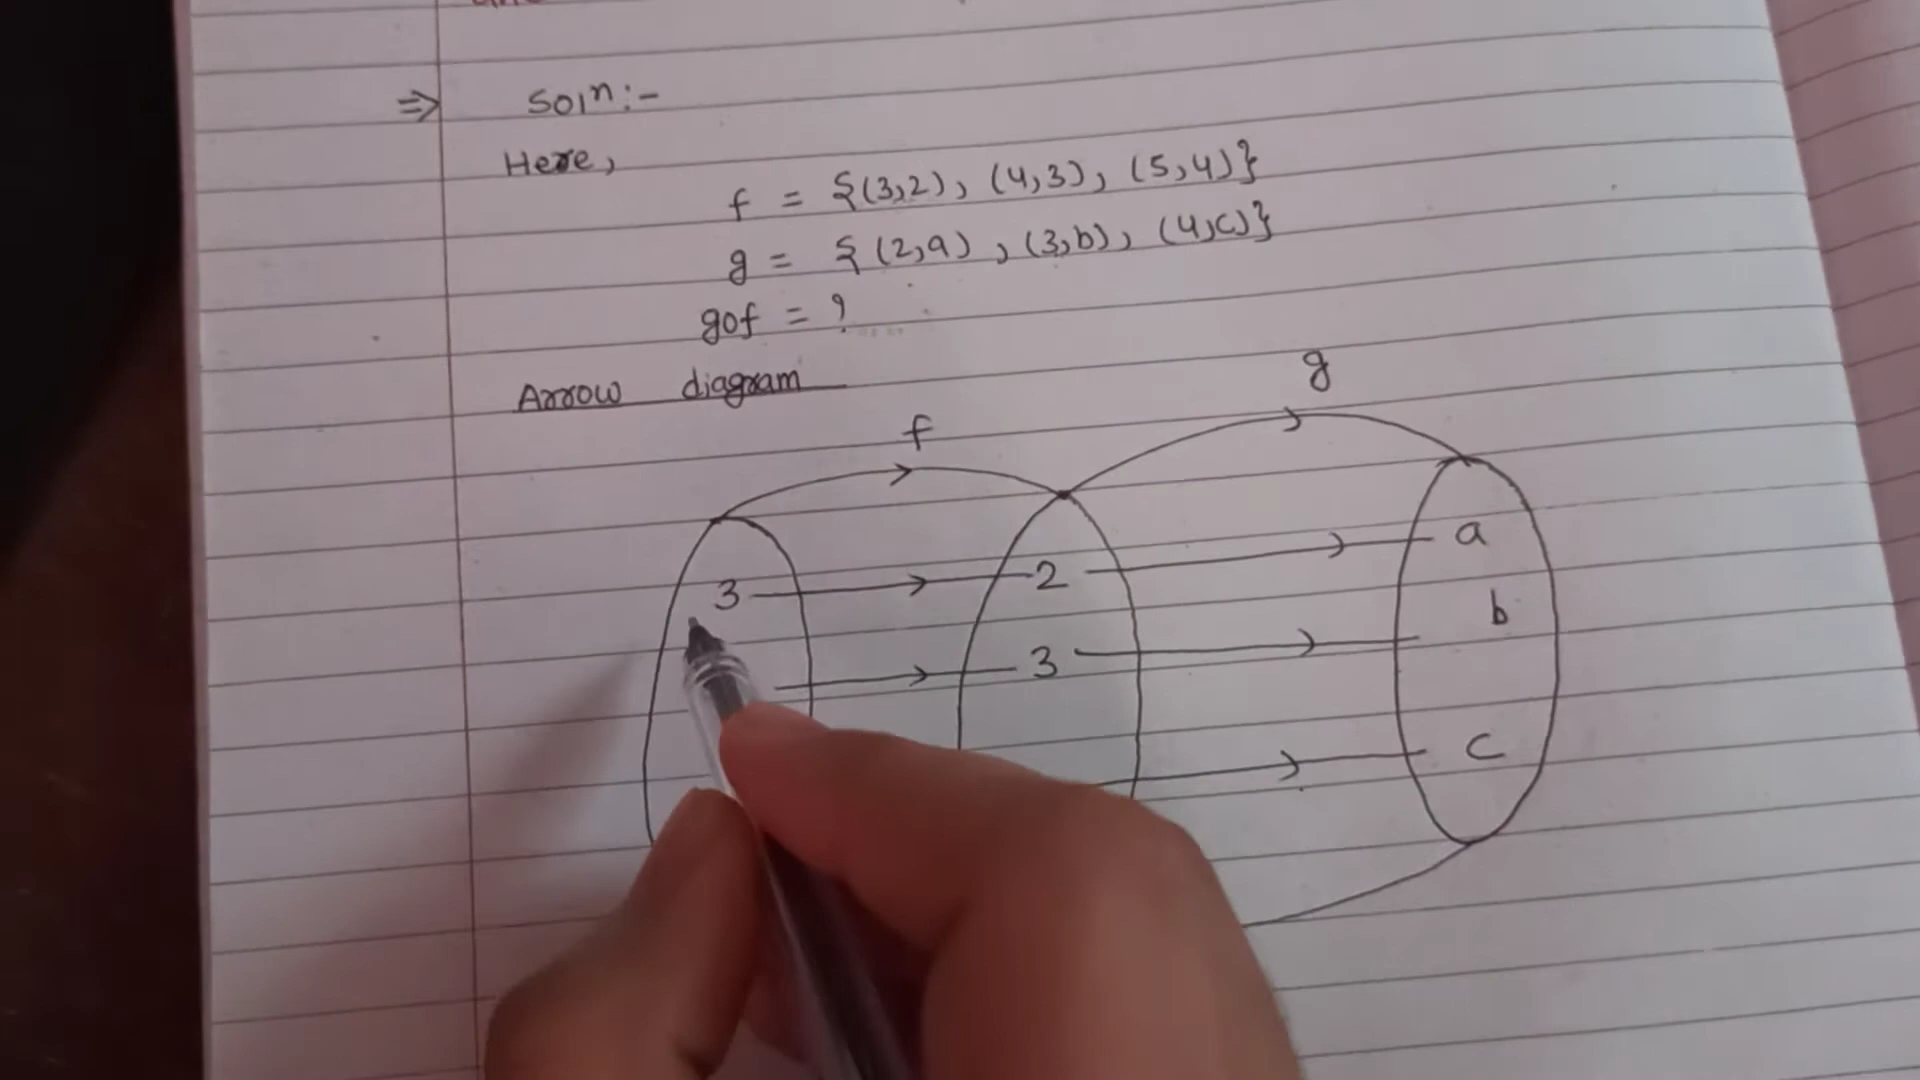 ⇒ Solⁿ:-
Here,
f = {(3,2), (4,3), (5,4)}
g = {(2,a), (3,b), (4,c)}
gof = ?
Arrow diagram
g
f
a
3 2
b
3
c